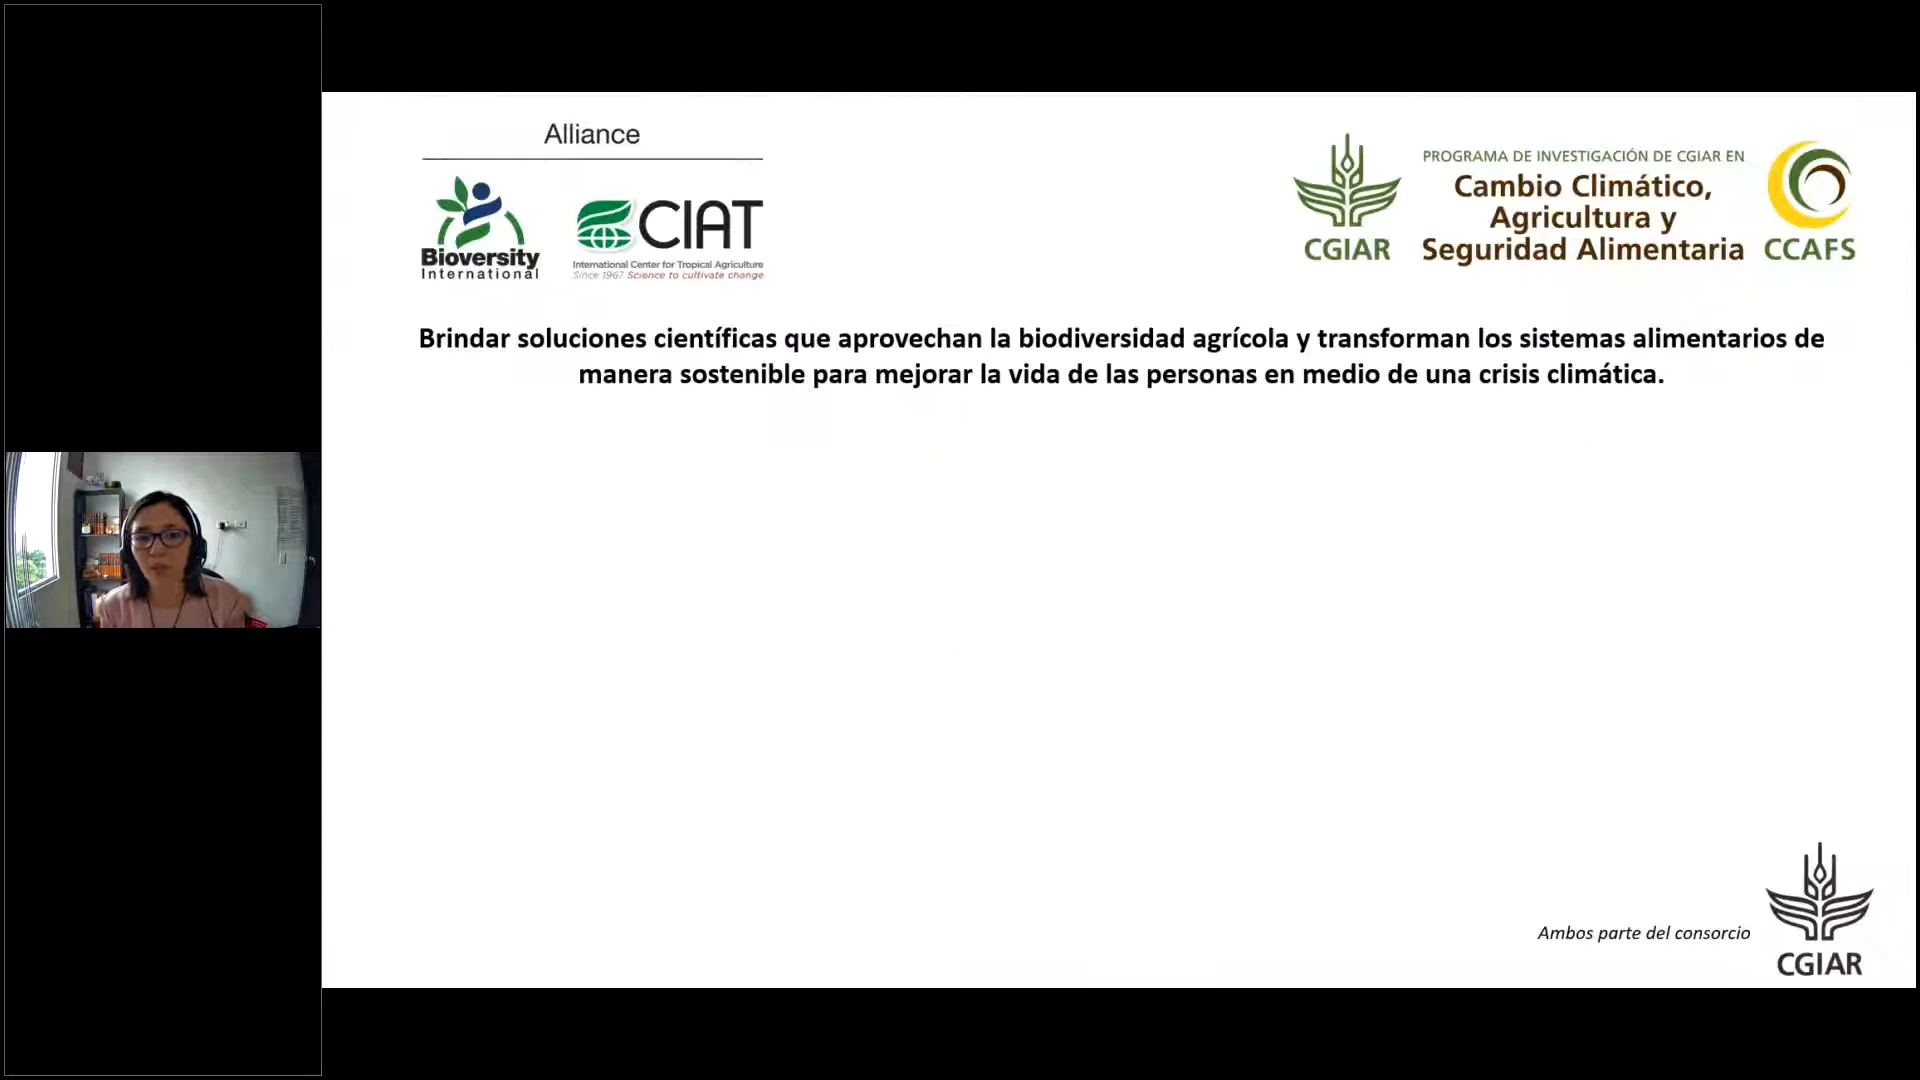 Alliance
Bioversity
International
CIAT
International Center for Tropical Agriculture
Since 1967 Science to cultivate change
CGIAR
PROGRAMA DE INVESTIGACIÓN DE CGIAR EN
Cambio Climático,
Agricultura y
Seguridad Alimentaria
CCAFS
Brindar soluciones científicas que aprovechan la biodiversidad agrícola y transforman los sistemas alimentarios de
manera sostenible para mejorar la vida de las personas en medio de una crisis climática.
Ambos parte del consorcio
CGIAR